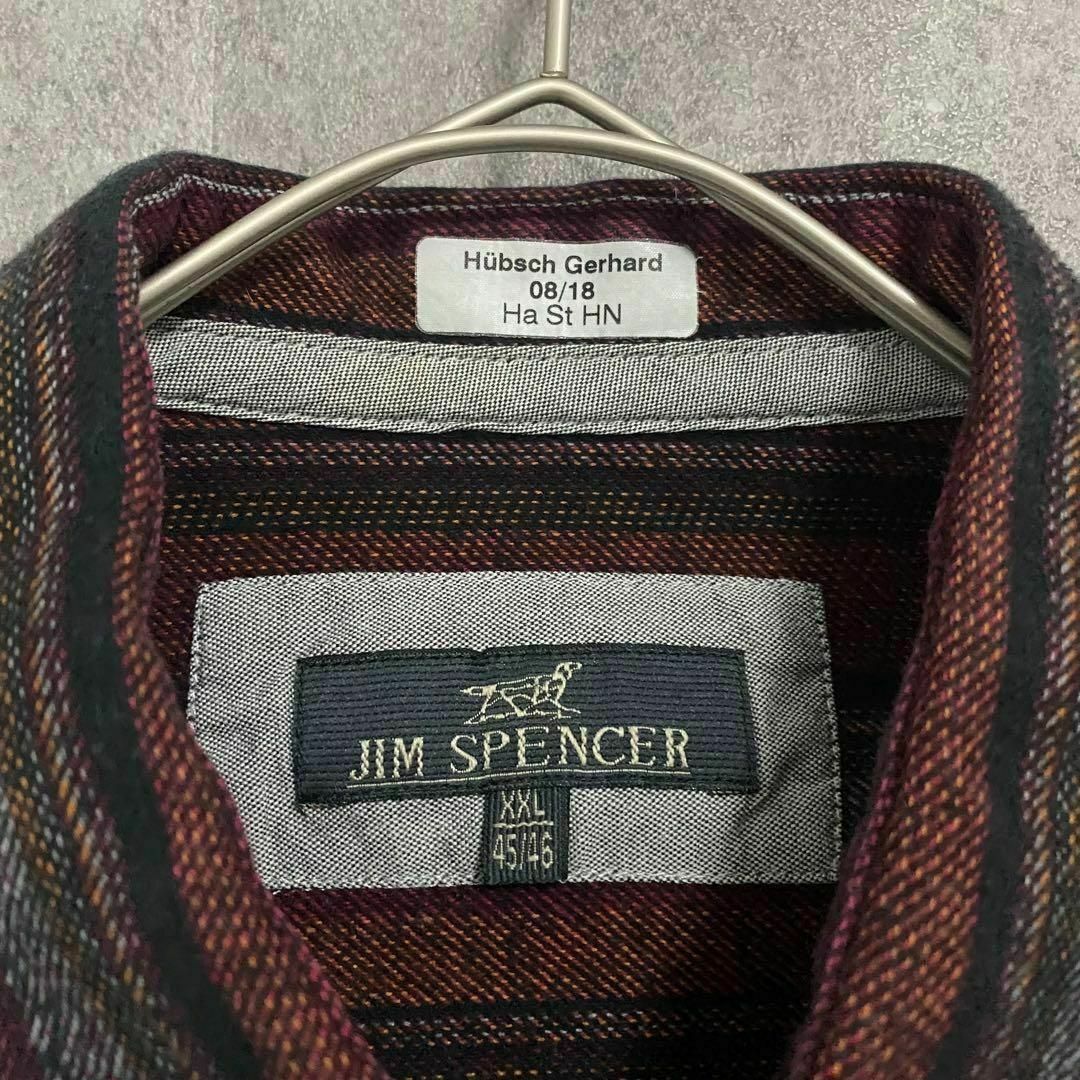 Hübsch Gerhard
08/18
Ha St HN
JIM SPENCER
XXL
45/46